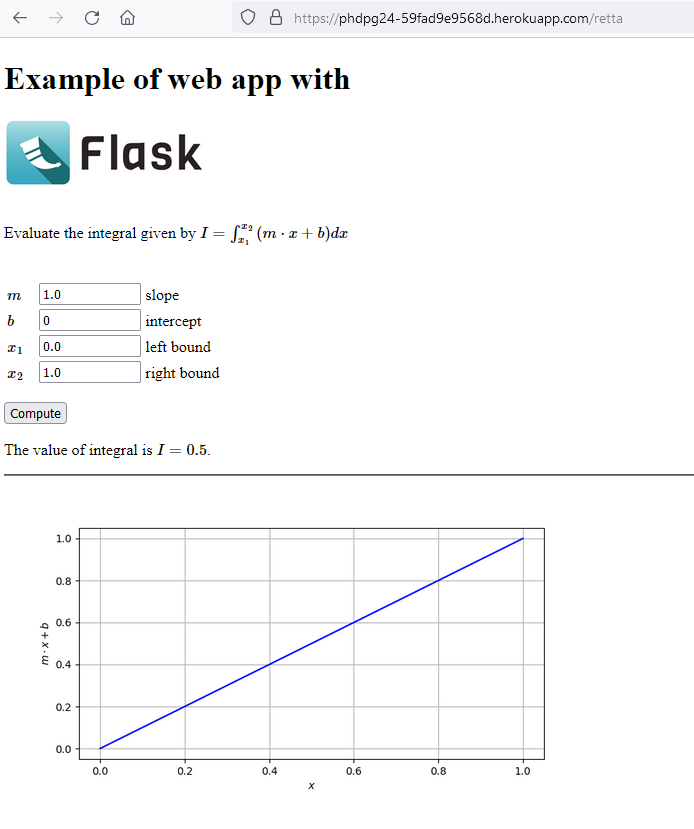 https://phdpg24-59fad9e9568d.herokuapp.com/retta
Example of web app with
Flask
Evaluate the integral given by I = ∫_{x₁}^{x₂} (m · x + b)dx
m 1.0 slope
b 0 intercept
x₁ 0.0 left bound
x₂ 1.0 right bound
Compute
The value of integral is I = 0.5.
1.0
0.8
0.6
0.4
0.2
0.0
m · x + b
0.0 0.2 0.4 0.6 0.8 1.0
x